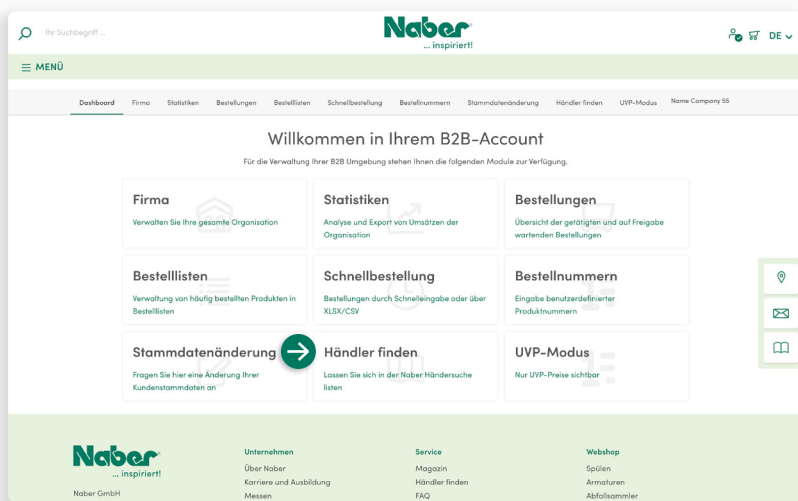 Ihr Suchbegriff ...
Naber
... inspiriert!
DE
MENÜ
Dashboard Firma Statistiken Bestellungen Bestelllisten Schnellbestellung Bestellnummern Stammdatenänderung Händler finden UVP-Modus Name Company SS
Willkommen in Ihrem B2B-Account
Für die Verwaltung Ihrer B2B Umgebung stehen Ihnen die folgenden Module zur Verfügung.
Firma
Verwalten Sie Ihre gesamte Organisation
Statistiken
Analyse und Export von Umsätzen der
Organisation
Bestellungen
Übersicht der getätigten und auf Freigabe
wartenden Bestellungen
Bestelllisten
Verwaltung von häufig bestellten Produkten in
Bestelllisten
Schnellbestellung
Bestellungen durch Schnelleingabe oder über
XLSX/CSV
Bestellnummern
Eingabe benutzerdefinierter
Produktnummern
Stammdatenänderung
Fragen Sie hier eine Änderung Ihrer
Kundenstammdaten an
Händler finden
Lassen Sie sich in der Naber Händersuche
listen
UVP-Modus
Nur UVP-Preise sichtbar
Naber
... inspiriert!
Naber GmbH
Unternehmen
Über Naber
Karriere und Ausbildung
Messen
Service
Magazin
Händler finden
FAQ
Webshop
Spülen
Armaturen
Abfallsammler